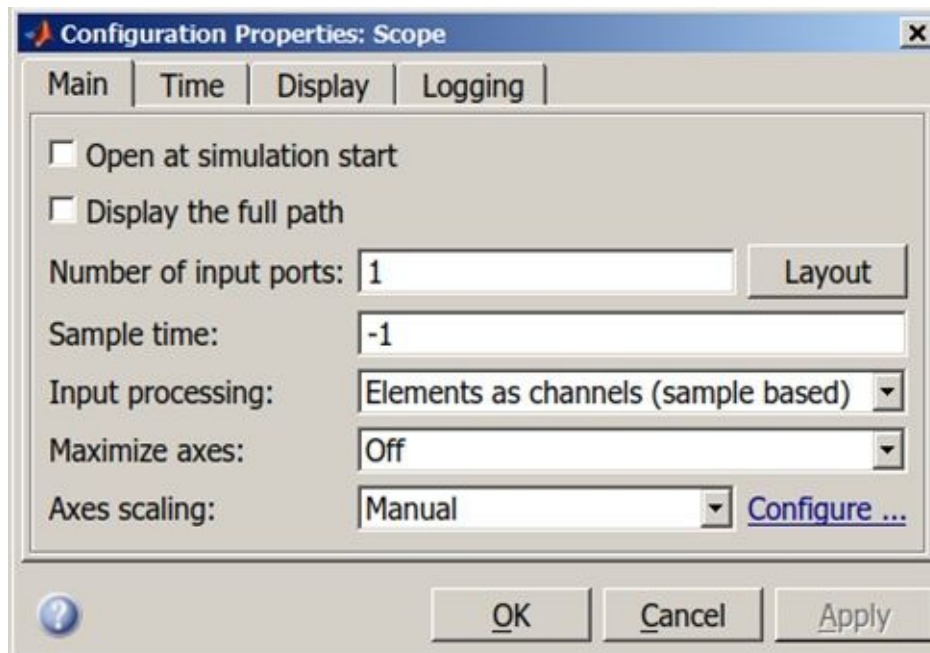 Configuration Properties: Scope
Main Time Display Logging
Open at simulation start
Display the full path
Number of input ports: 1 Layout
Sample time: -1
Input processing: Elements as channels (sample based)
Maximize axes: Off
Axes scaling: Manual Configure ...
? OK Cancel Apply